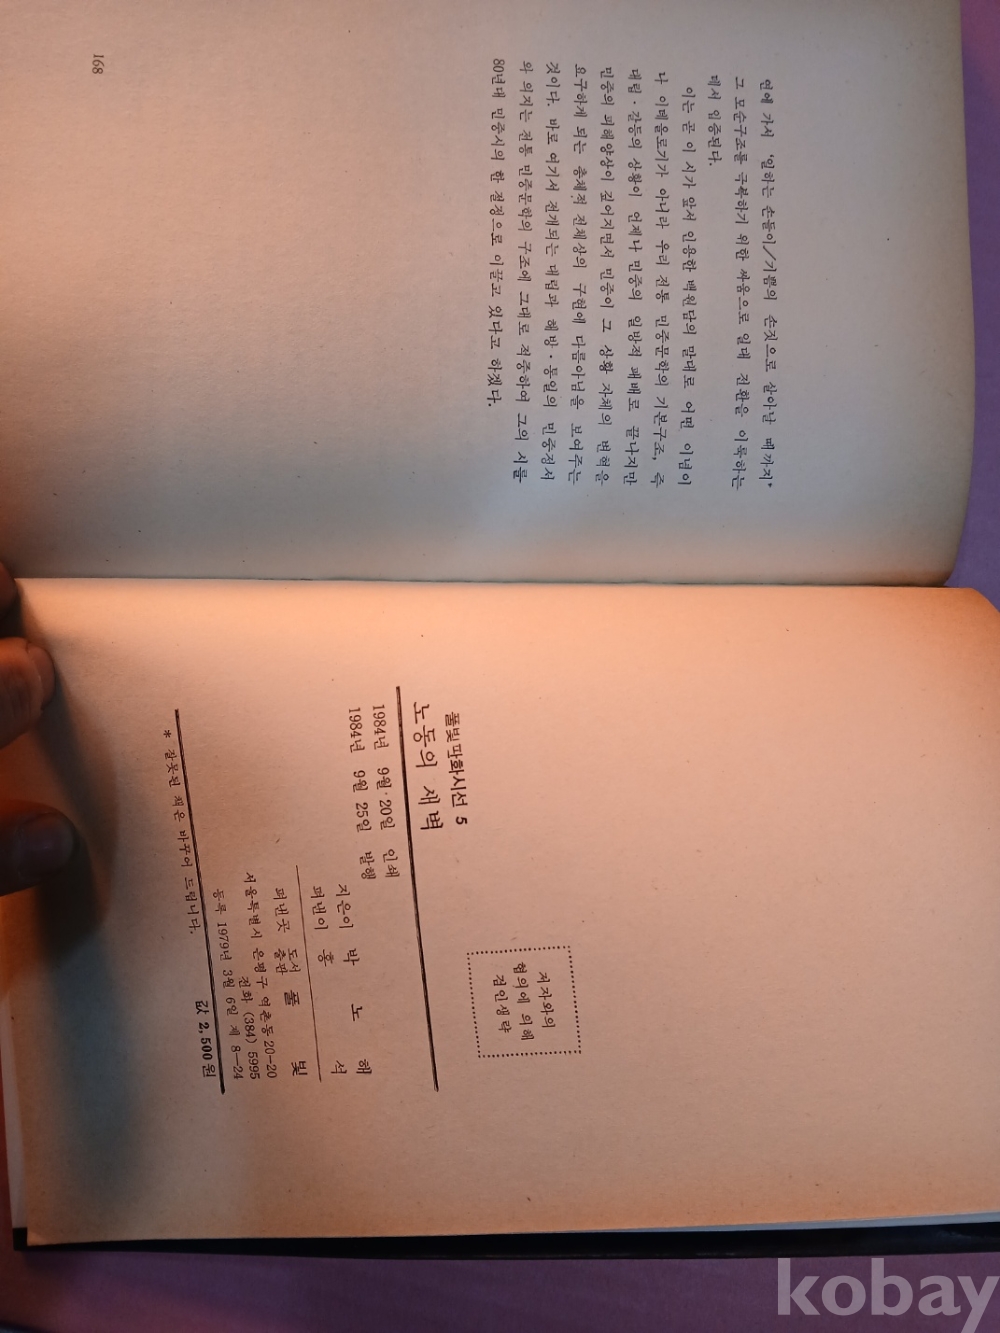 연에 가서 '일하는 손들이/기쁨의 손짓으로 살아날 때까지'
그 모순구조를 극복하기 위한 싸움으로 일대 전환을 이룩하는
데서 입증된다.
이는 곧 이 시가 앞서 인용한 백원담의 말대로 어떤 이념이
나 이데올로기가 아니라 우리 전통 민중문학의 기본구조, 즉
대립·갈등의 상황이 언제나 민중의 일방적 패배로 끝나지만
민중의 피해양상이 깊어지면서 민중이 그 상황 자체의 변혁을
요구하게 되는 총체적 전체상의 구현에 다름아님을 보여주는
것이다. 바로 여기서 전개되는 대립과 해방·통일의 민중정서
와 의지는 전통 민중문학의 구조에 그대로 적중하여 그의 시를
80년대 민중시의 한 절정으로 이끌고 있다고 하겠다.
168
저자와의
협의에 의해
검인생략
풀빛판화시선 5
노동의 새벽
1984년 9월 20일 인쇄
1984년 9월 25일 발행
지은이 박 노 해
펴낸이 홍 석
펴낸곳 도서출판 풀 빛
서울특별시 은평구 역촌동 20-20
전화 (384) 5995
등록 1979년 3월 6일 제 8-24
값 2,500원
* 잘못된 책은 바꾸어 드립니다.
kobay